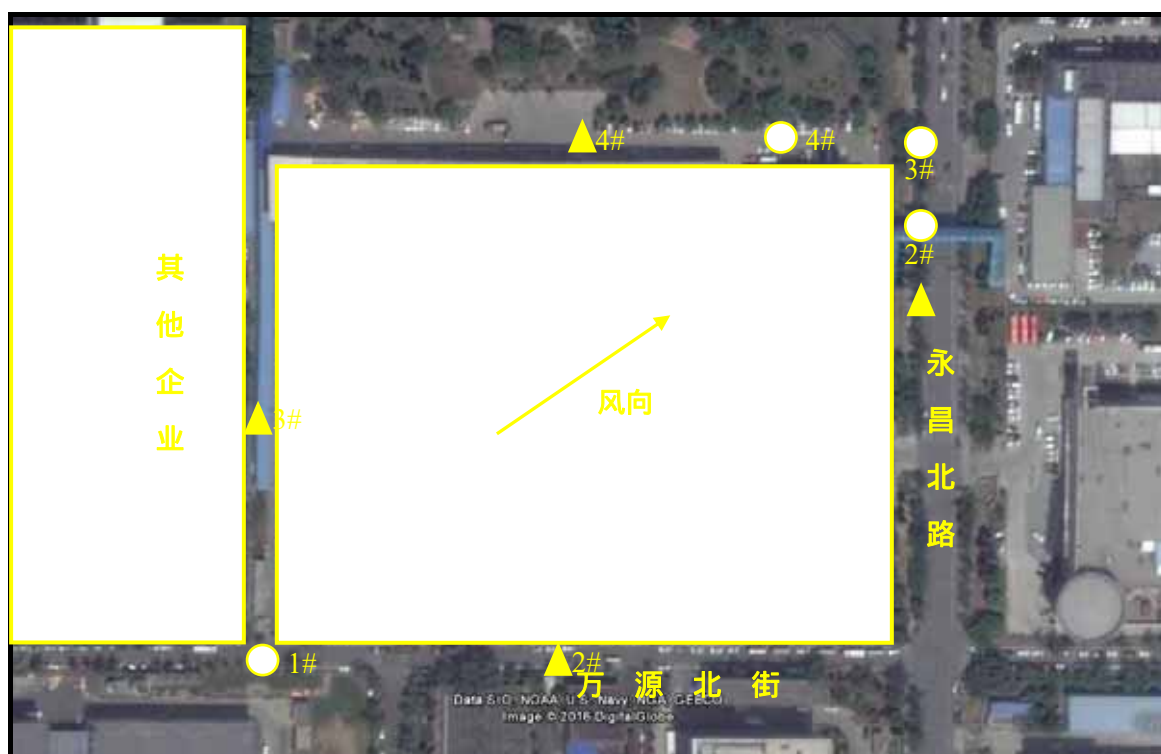 4#
4#
3#
2#
其他企业
永昌北路
风向
3#
1#
2#
万源北街
Data SIO, NOAA, U.S. Navy, NGA, GEBCO
Image © 2016 DigitalGlobe